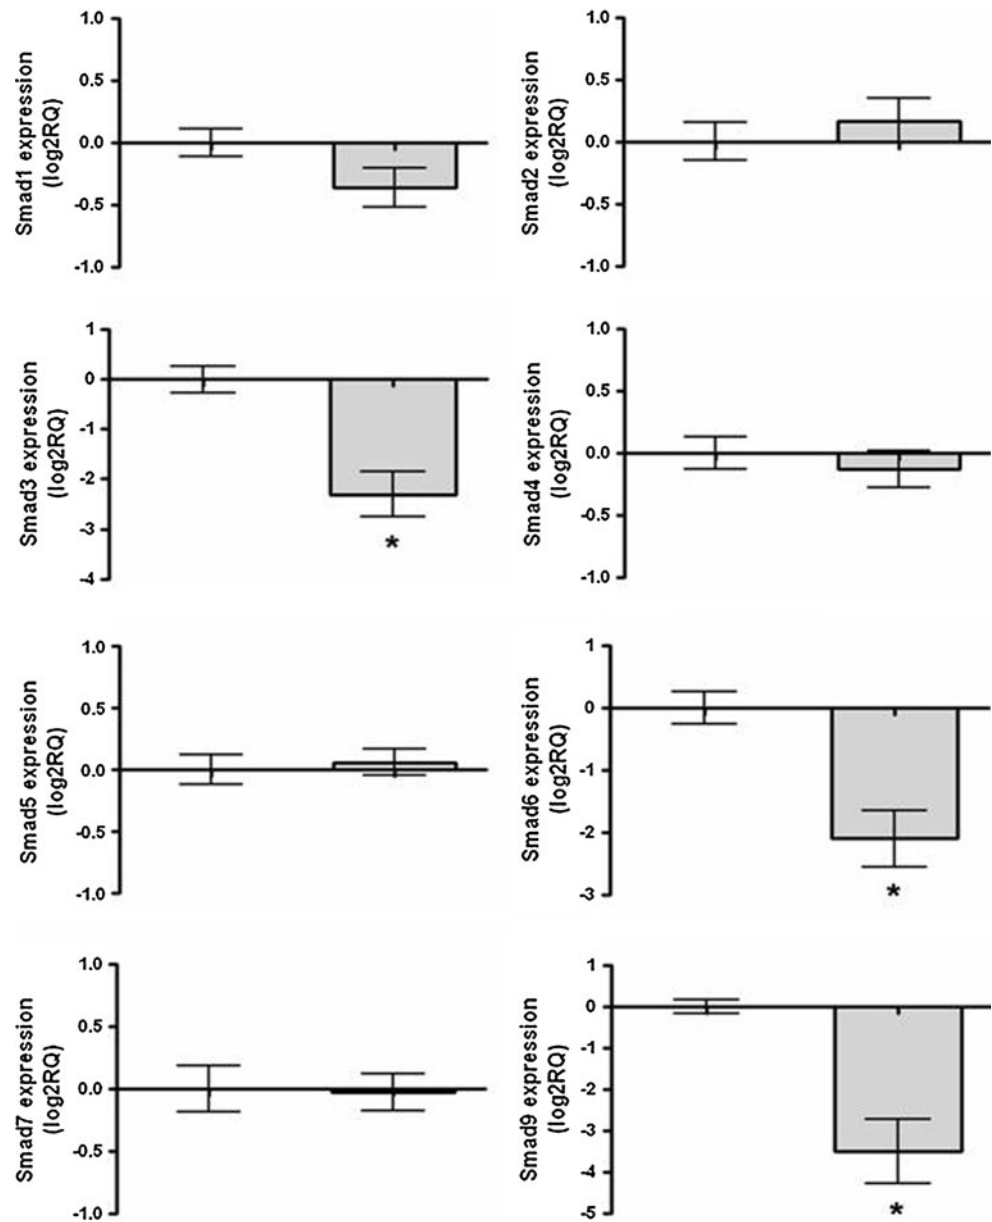 Smad1 expression
(log2RQ)
1.0
0.5
0.0
-0.5
-1.0
Smad2 expression
(log2RQ)
1.0
0.5
0.0
-0.5
-1.0
Smad3 expression
(log2RQ)
1
0
-1
-2
-3
-4
*
Smad4 expression
(log2RQ)
1.0
0.5
0.0
-0.5
-1.0
Smad5 expression
(log2RQ)
1.0
0.5
0.0
-0.5
-1.0
Smad6 expression
(log2RQ)
1
0
-1
-2
-3
*
Smad7 expression
(log2RQ)
1.0
0.5
0.0
-0.5
-1.0
Smad9 expression
(log2RQ)
1
0
-1
-2
-3
-4
-5
*